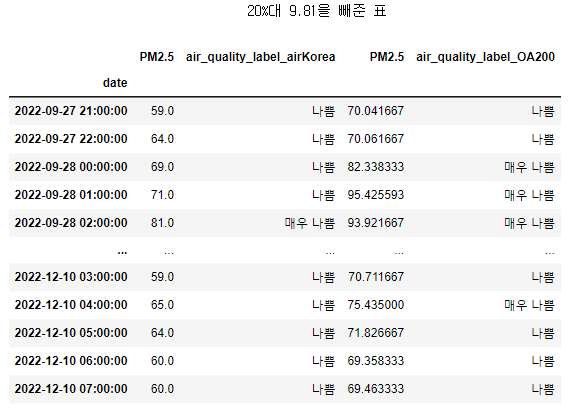 20%대 9.81을 빼준 표
PM2.5 air_quality_label_airKorea PM2.5 air_quality_label_OA200
date
2022-09-27 21:00:00 59.0 나쁨 70.041667 나쁨
2022-09-27 22:00:00 64.0 나쁨 70.061667 나쁨
2022-09-28 00:00:00 69.0 나쁨 82.338333 매우 나쁨
2022-09-28 01:00:00 71.0 나쁨 95.425593 매우 나쁨
2022-09-28 02:00:00 81.0 매우 나쁨 93.921667 매우 나쁨
... ... ... ... ...
2022-12-10 03:00:00 59.0 나쁨 70.711667 나쁨
2022-12-10 04:00:00 65.0 나쁨 75.435000 매우 나쁨
2022-12-10 05:00:00 64.0 나쁨 71.826667 나쁨
2022-12-10 06:00:00 60.0 나쁨 69.358333 나쁨
2022-12-10 07:00:00 60.0 나쁨 69.463333 나쁨